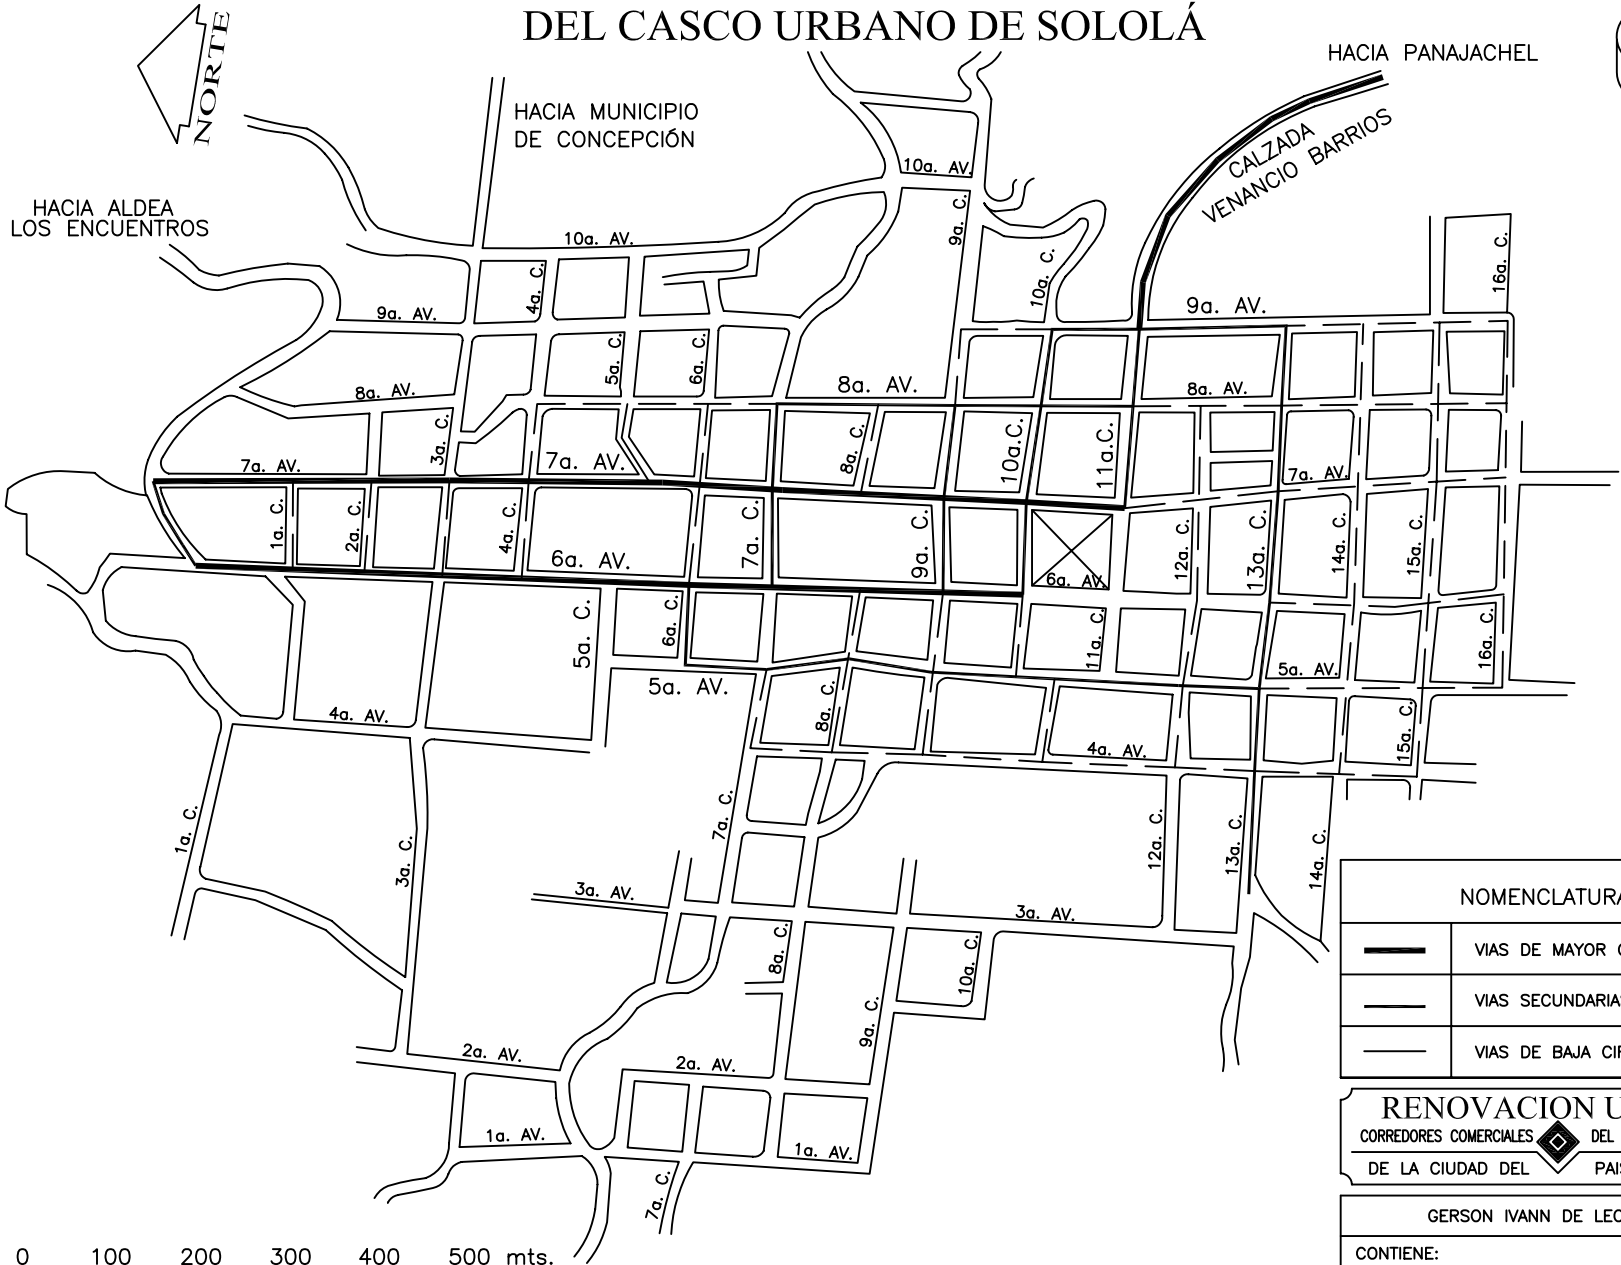 DEL CASCO URBANO DE SOLOLÁ
NORTE
HACIA PANAJACHEL
HACIA MUNICIPIO
DE CONCEPCIÓN
CALZADA
VENANCIO BARRIOS
HACIA ALDEA
LOS ENCUENTROS
10a. AV.
10a. AV.
9a. C.
10a. C.
16a. C.
4a. C.
9a. AV.
9a. AV.
5a. C.
6a. C.
8a. AV.
8a. AV.
8a. AV.
3a. C.
7a. AV.
7a. AV.
8a. C.
10a.C.
11a.C.
7a. AV.
1a. C.
2a. C.
4a. C.
6a. AV.
7a. C.
9a. C.
6a. AV.
12a. C.
13a. C.
14a. C.
15a. C.
5a. C.
6a. C.
11a. C.
16a. C.
5a. AV.
5a. AV.
4a. AV.
8a. C.
4a. AV.
15a. C.
1a. C.
3a. C.
7a. C.
12a. C.
13a. C.
14a. C.
3a. AV.
3a. AV.
8a. C.
10a. C.
9a. C.
2a. AV.
2a. AV.
1a. AV.
1a. AV.
7a. C.
NOMENCLATURA
VIAS DE MAYOR
VIAS SECUNDARIAS
VIAS DE BAJA
RENOVACION
CORREDORES COMERCIALES DEL
DE LA CIUDAD DEL
GERSON IVANN DE
CONTIENE:
0 100 200 300 400 500 mts.